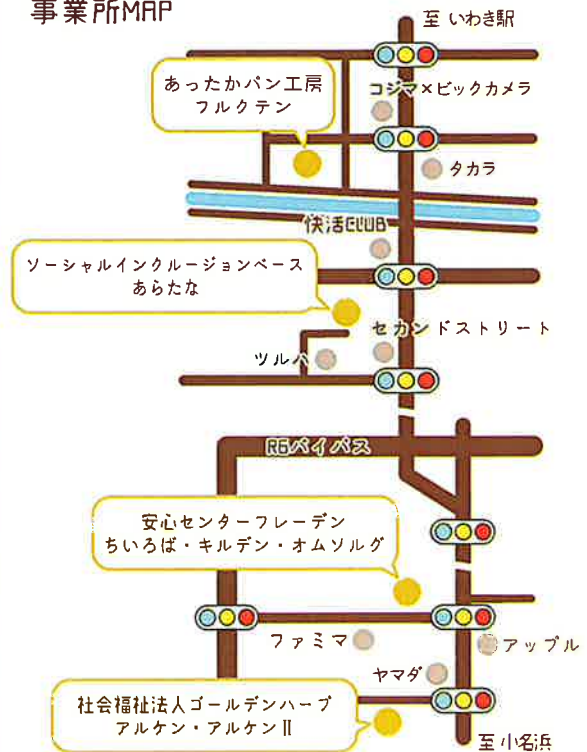 事業所MAP
至 いわき駅
あったかパン工房
フルクテン
コジマ×ビックカメラ
タカラ
快活CLUB
ソーシャルインクルージョンベース
あらたな
セカンドストリート
ツルハ
R6バイパス
安心センターフレーデン
ちいろば・キルデン・オムソルグ
ファミマ
アップル
ヤマダ
社会福祉法人ゴールデンハープ
アルケン・アルケンⅡ
至 小名浜